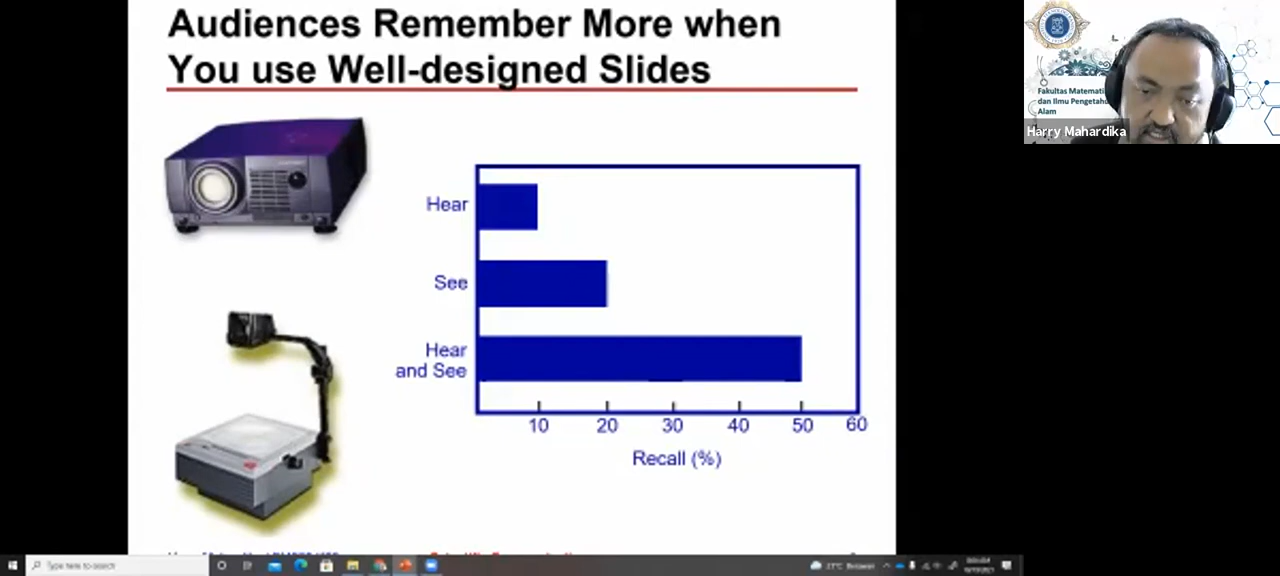 Audiences Remember More when
You use Well-designed Slides
Fakultas Matemati
dan Ilmu Pengetahu
Alam
Harry Mahardika
Hear
See
Hear
and See
10 20 30 40 50 60
Recall (%)
Type here to search